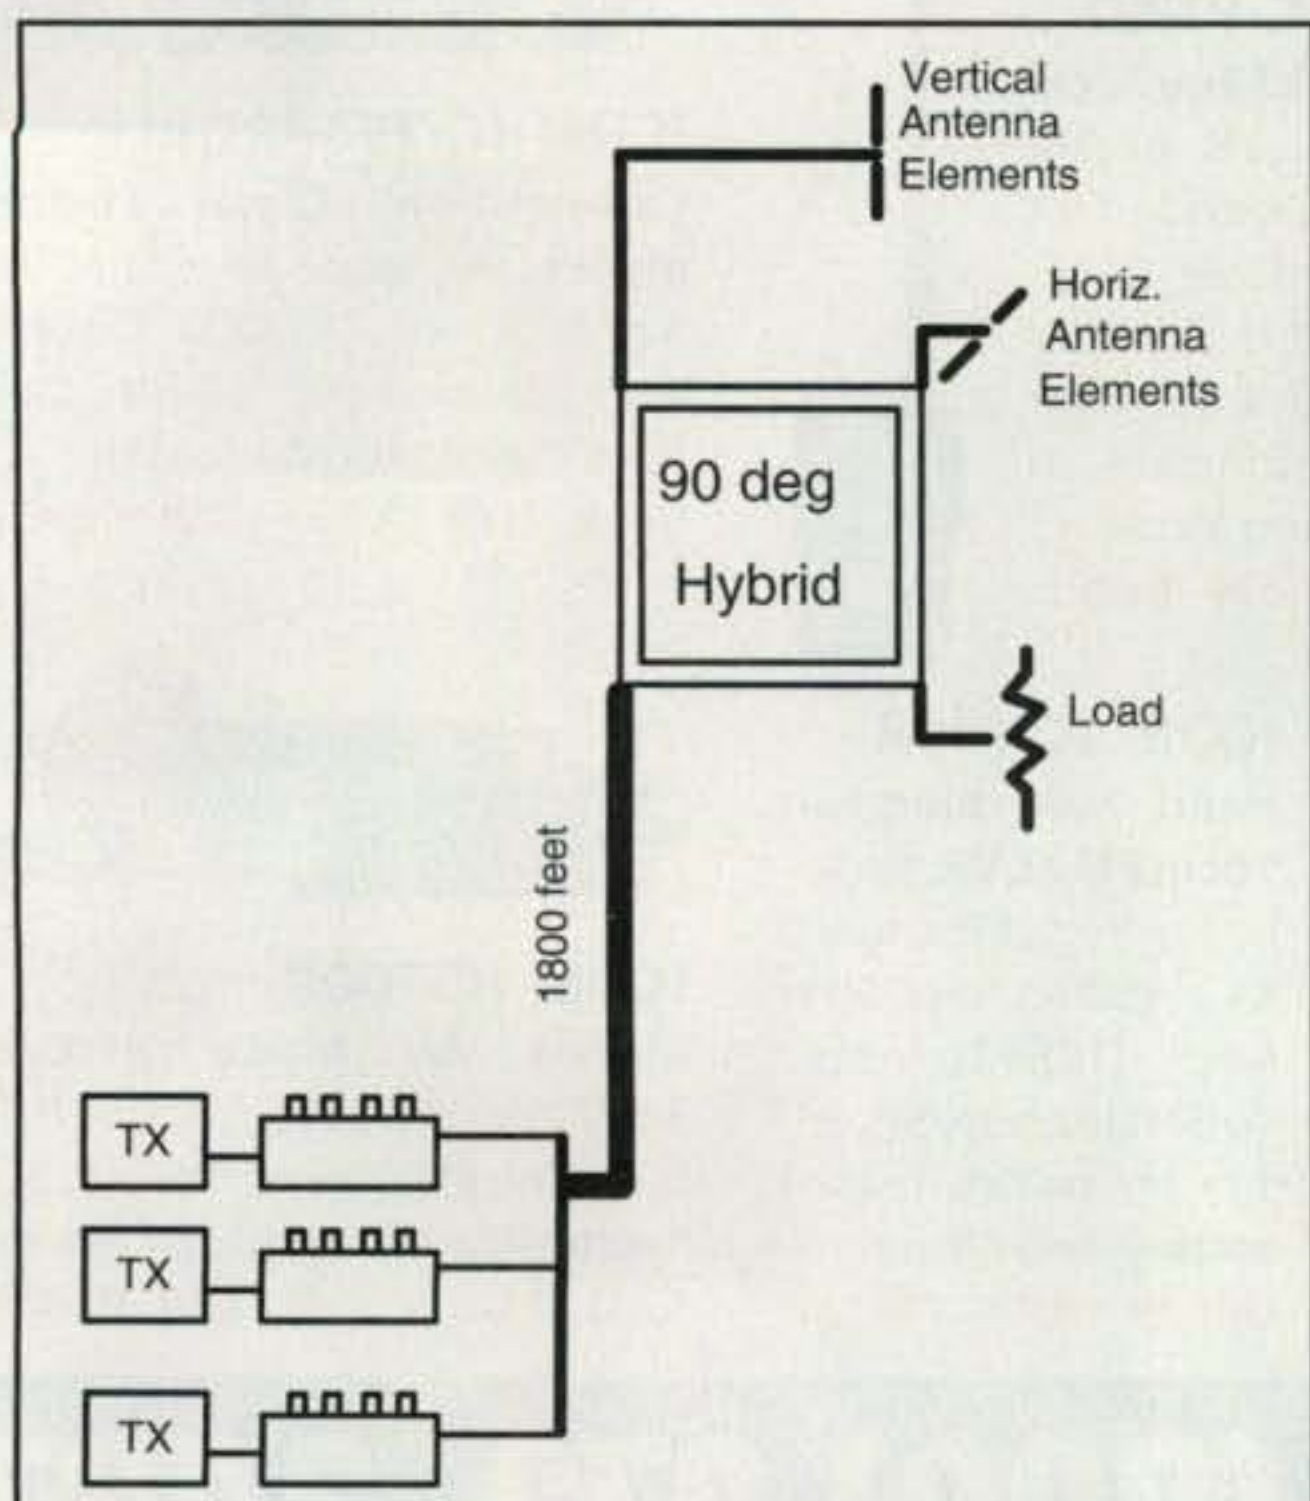 Vertical
Antenna
Elements
Horiz.
Antenna
Elements
90 deg
Hybrid
Load
1800 feet
TX
TX
TX